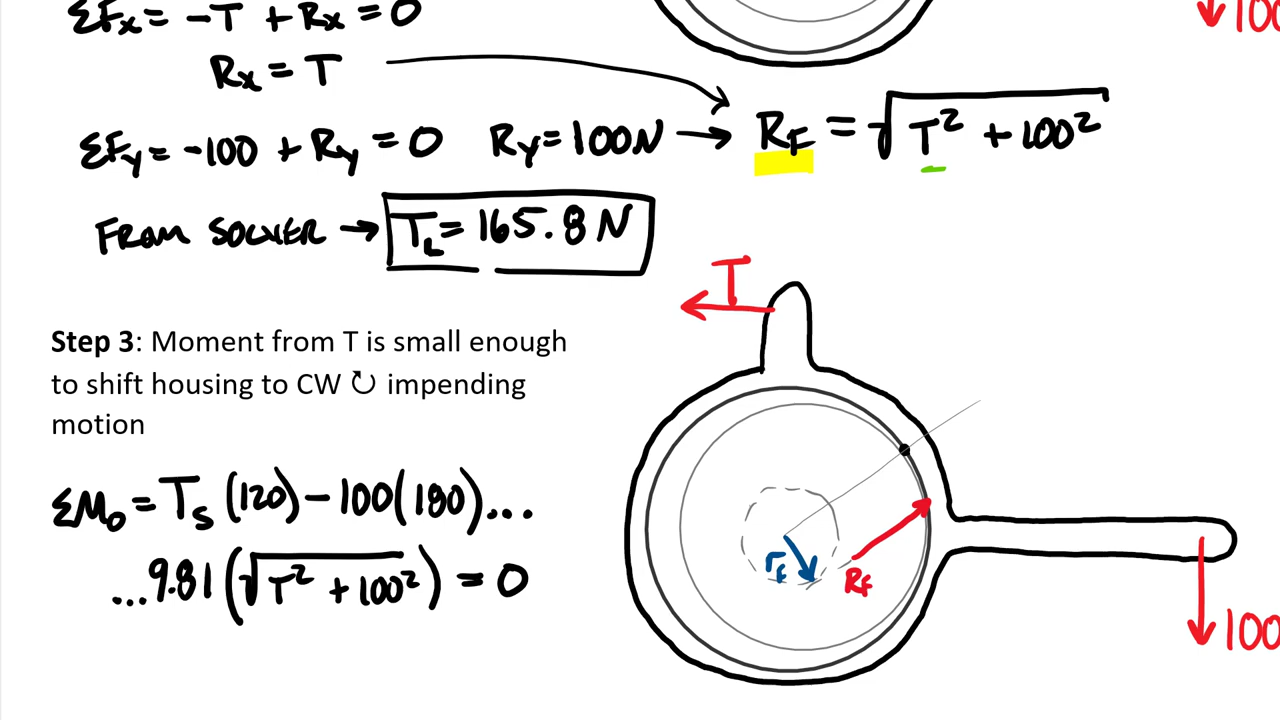 ΣFx = -T + Rx = 0
100
Rx = T
ΣFy = -100 + Ry = 0 Ry = 100N → RF = √T² + 100²
FROM SOLVER → TL = 165.8 N
T
Step 3: Moment from T is small enough
to shift housing to CW ↻ impending
motion
ΣMo = Ts (120) - 100(180)...
...9.81 (√T² + 100²) = 0
rf
RF
100